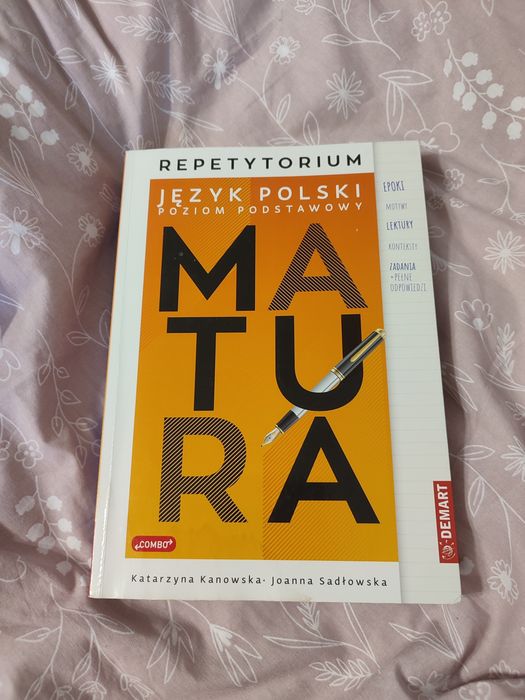 REPETYTORIUM
JĘZYK POLSKI
POZIOM PODSTAWOWY
MA
TU
RA
COMBO
Katarzyna Kanowska · Joanna Sadłowska
EPOKI
MOTYWY
LEKTURY
KONTEKSTY
ZADANIA
+ PEŁNE
ODPOWIEDZI
DEMART